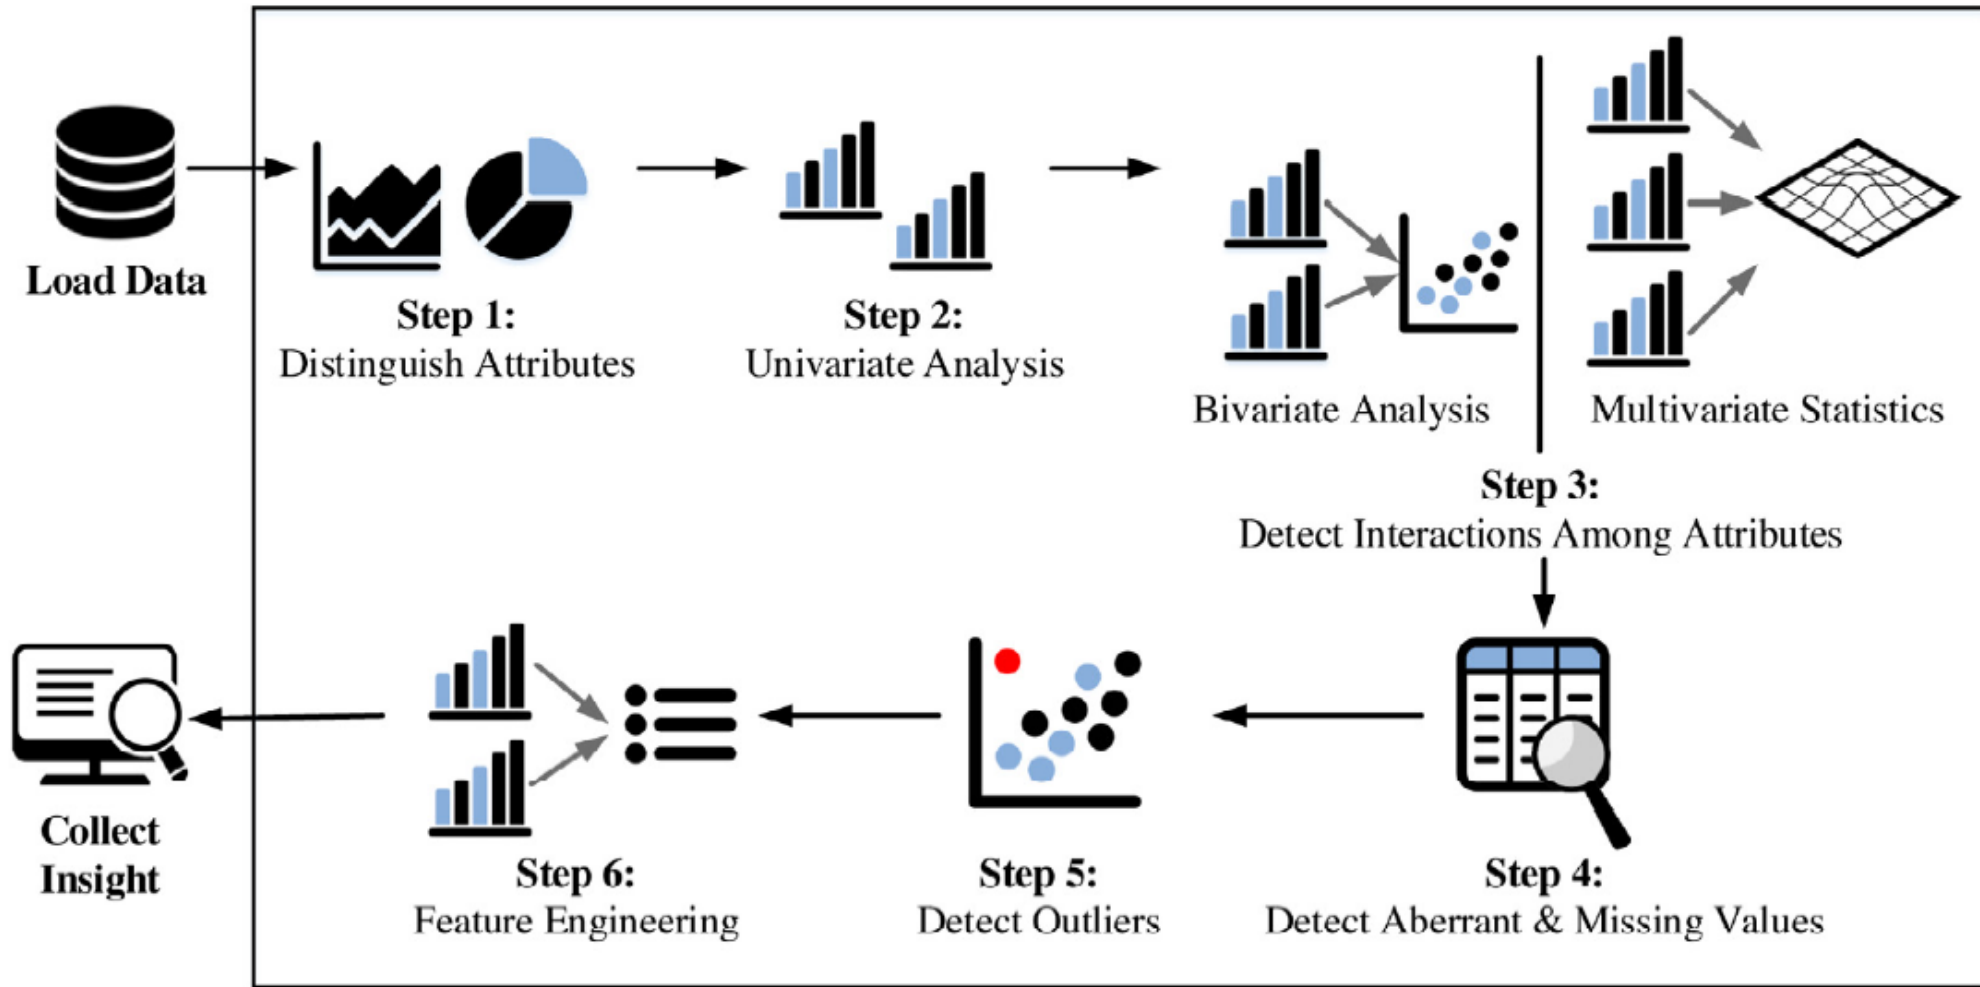 Load Data
Step 1:
Distinguish Attributes
Step 2:
Univariate Analysis
Bivariate Analysis
Multivariate Statistics
Step 3:
Detect Interactions Among Attributes
Step 4:
Detect Aberrant & Missing Values
Step 5:
Detect Outliers
Step 6:
Feature Engineering
Collect
Insight